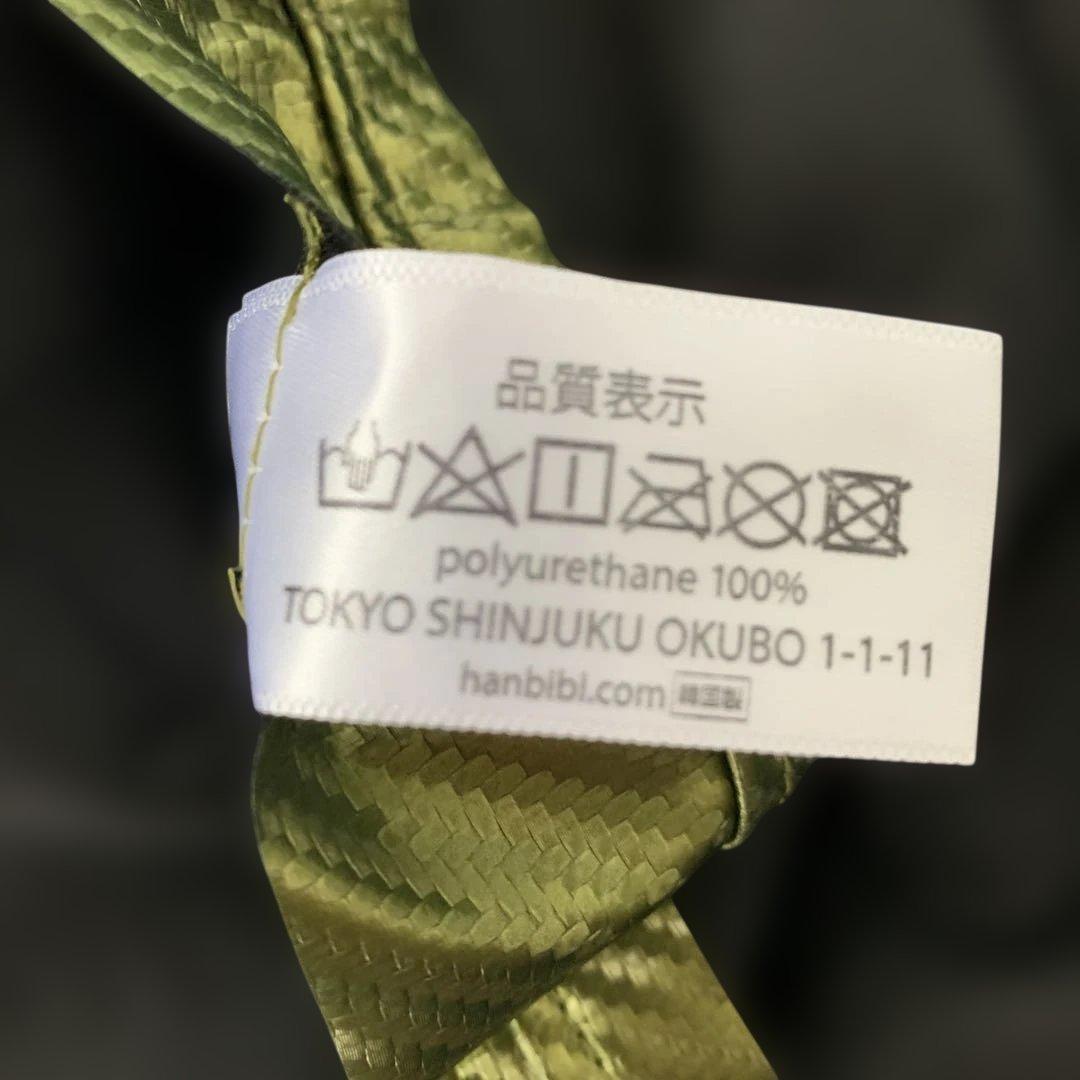 品質表示
polyurethane 100%
TOKYO SHINJUKU OKUBO 1-1-11
hanbibi.com 韓国製